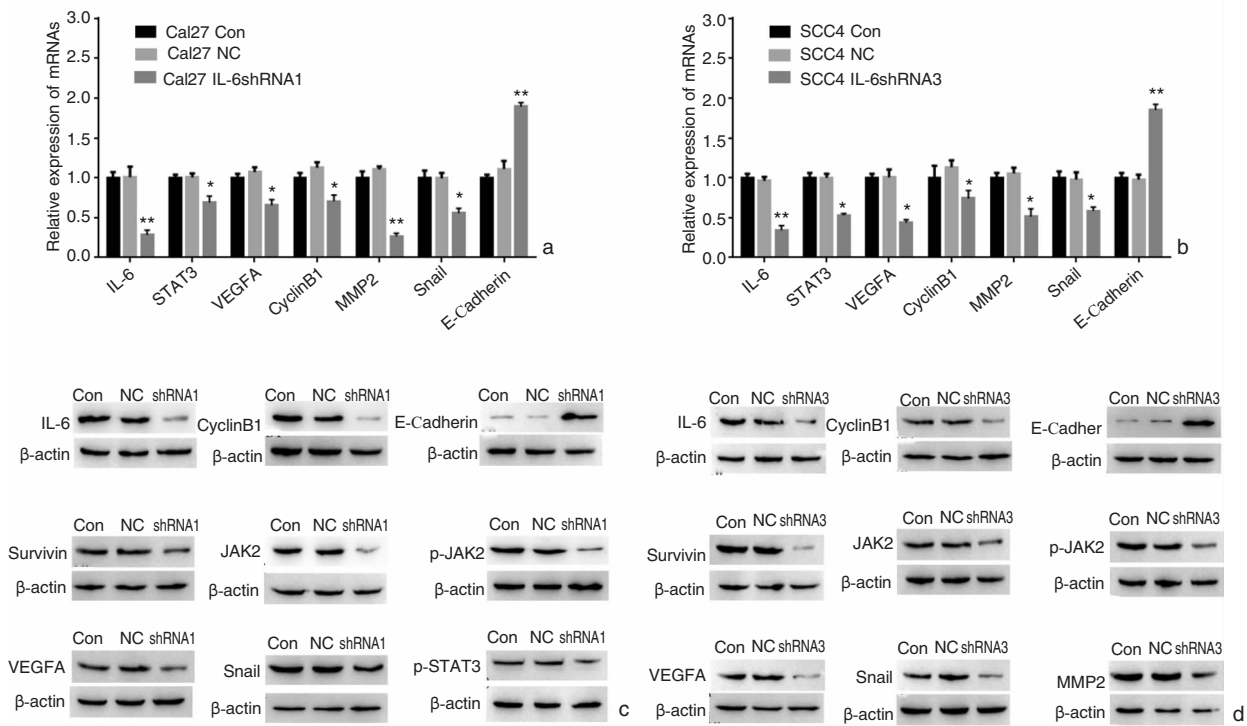 Relative expression of mRNAs
3.0
2.5
2.0
1.5
1.0
0.5
0.0
Cal27 Con
Cal27 NC
Cal27 IL-6shRNA1
** * * * ** * **
IL-6 STAT3 VEGFA CyclinB1 MMP2 Snail E-Cadherin
a
Relative expression of mRNAs
3.0
2.5
2.0
1.5
1.0
0.5
0.0
SCC4 Con
SCC4 NC
SCC4 IL-6shRNA3
** * * * * * **
IL-6 STAT3 VEGFA CyclinB1 MMP2 Snail E-Cadherin
b
Con NC shRNA1 Con NC shRNA1 Con NC shRNA1
IL-6 CyclinB1 E-Cadherin
β-actin β-actin β-actin
Con NC shRNA1 Con NC shRNA1 Con NC shRNA1
Survivin JAK2 p-JAK2
β-actin β-actin β-actin
Con NC shRNA1 Con NC shRNA1 Con NC shRNA1
VEGFA Snail p-STAT3
β-actin β-actin β-actin
c
Con NC shRNA3 Con NC shRNA3 Con NC shRNA3
IL-6 CyclinB1 E-Cadher
β-actin β-actin β-actin
Con NC shRNA3 Con NC shRNA3 Con NC shRNA3
Survivin JAK2 p-JAK2
β-actin β-actin β-actin
Con NC shRNA3 Con NC shRNA3 Con NC shRNA3
VEGFA Snail MMP2
β-actin β-actin β-actin
d